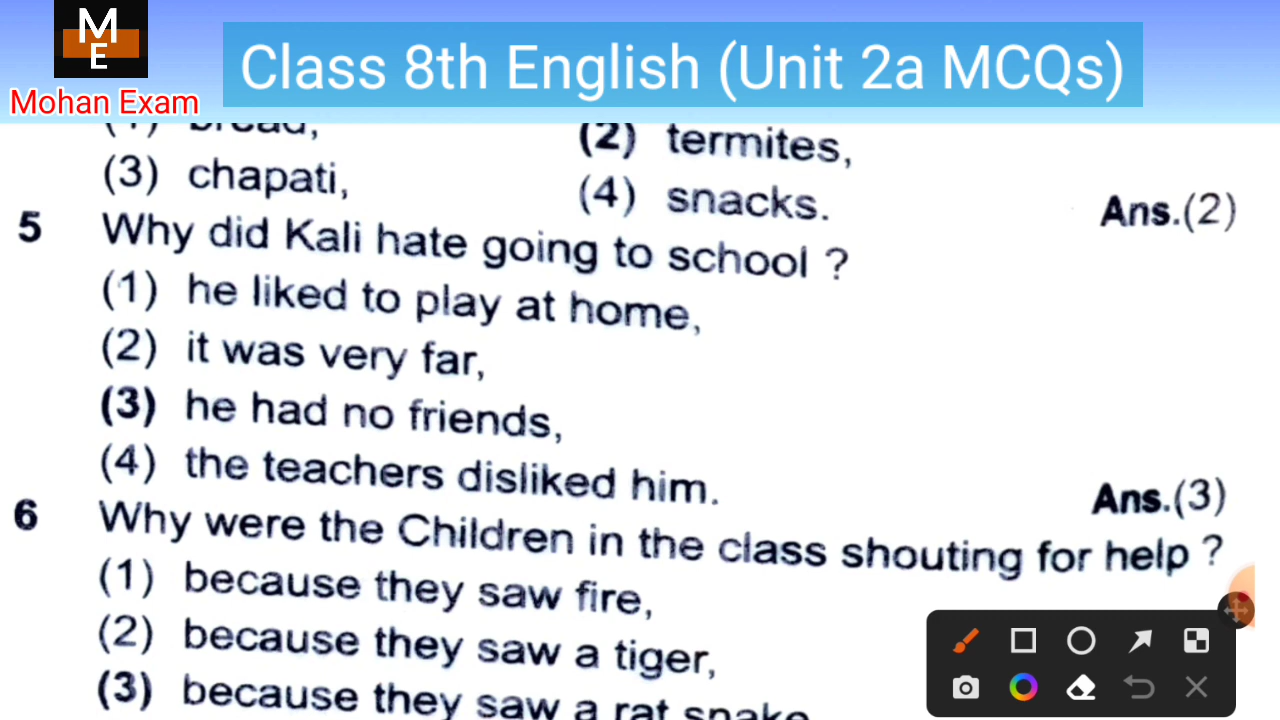 M
E
Mohan Exam
Class 8th English (Unit 2a MCQs)
(1) bread,
(2) termites,
(3) chapati,
(4) snacks.
Ans.(2)
5 Why did Kali hate going to school ?
(1) he liked to play at home,
(2) it was very far,
(3) he had no friends,
(4) the teachers disliked him.
Ans.(3)
6 Why were the Children in the class shouting for help ?
(1) because they saw fire,
(2) because they saw a tiger,
(3) because they saw a rat snake